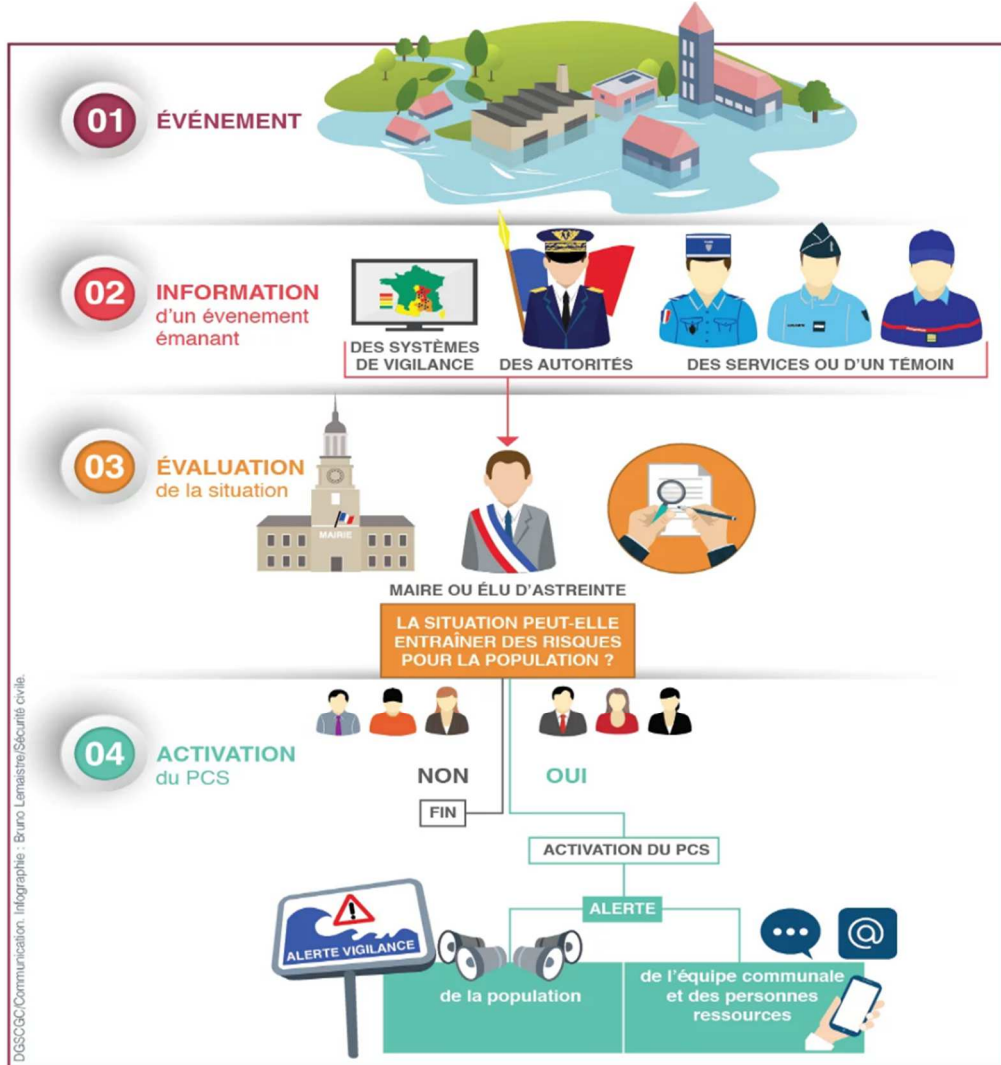 01
ÉVÉNEMENT
02
INFORMATION
d'un évenement
émanant
DES SYSTÈMES
DE VIGILANCE
DES AUTORITÉS
DES SERVICES OU D'UN TÉMOIN
03
ÉVALUATION
de la situation
MAIRIE
MAIRE OU ÉLU D'ASTREINTE
LA SITUATION PEUT-ELLE
ENTRAÎNER DES RISQUES
POUR LA POPULATION ?
04
ACTIVATION
du PCS
NON
OUI
FIN
ACTIVATION DU PCS
ALERTE
ALERTE VIGILANCE
@
de la population
de l'équipe communale
et des personnes
ressources
DGSCGC/Communication. Infographie : Bruno Lemaistre/Sécurité civile.